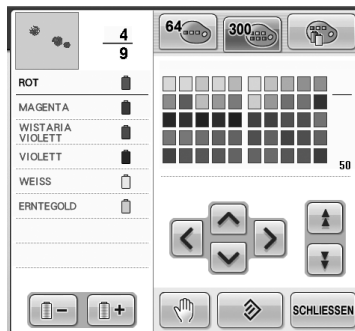 4
9
64
300
ROT
MAGENTA
WISTARIA
VIOLETT
VIOLETT
WEISS
ERNTEGOLD
50
SCHLIESSEN